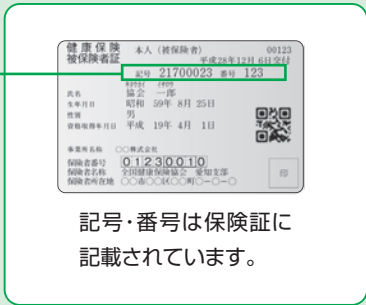 健康保険 本人（被保険者） 00123
被保険者証 平成28年12月6日交付
記号 21700023 番号 123
氏名 協会 一郎
生年月日 昭和 59年 8月 25日
性別 男
資格取得年月日 平成 19年 4月 1日
事業所名称 ○○株式会社
保険者番号 01230010
保険者名称 全国健康保険協会 愛知支部
保険者所在地 ○○市○○区○○町○-○-○
印
記号・番号は保険証に
記載されています。